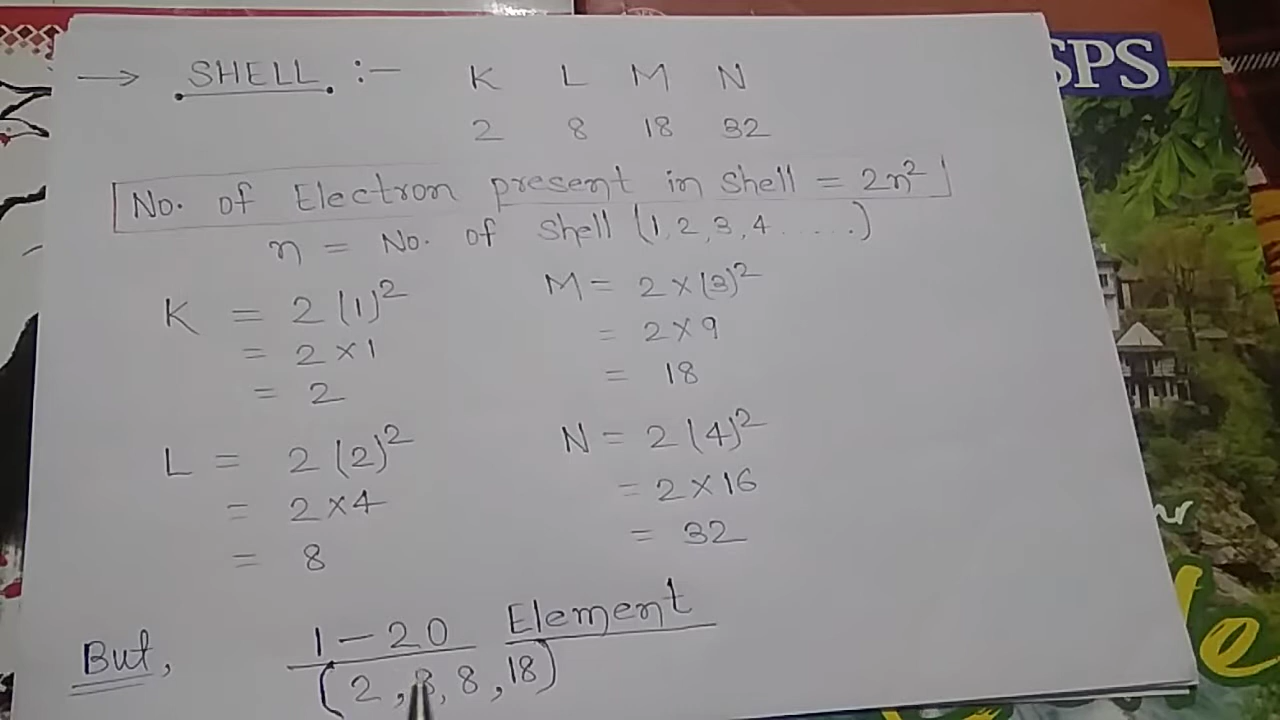 → SHELL :- K L M N
2 8 18 32
No. of Electron present in shell = 2n²
n = No. of shell (1, 2, 3, 4 .....)
K = 2 (1)²
= 2 × 1
= 2
L = 2 (2)²
= 2 × 4
= 8
M = 2 × (3)²
= 2 × 9
= 18
N = 2 (4)²
= 2 × 16
= 32
But, 1 - 20 Element
(2, 8, 8, 18)
SPS